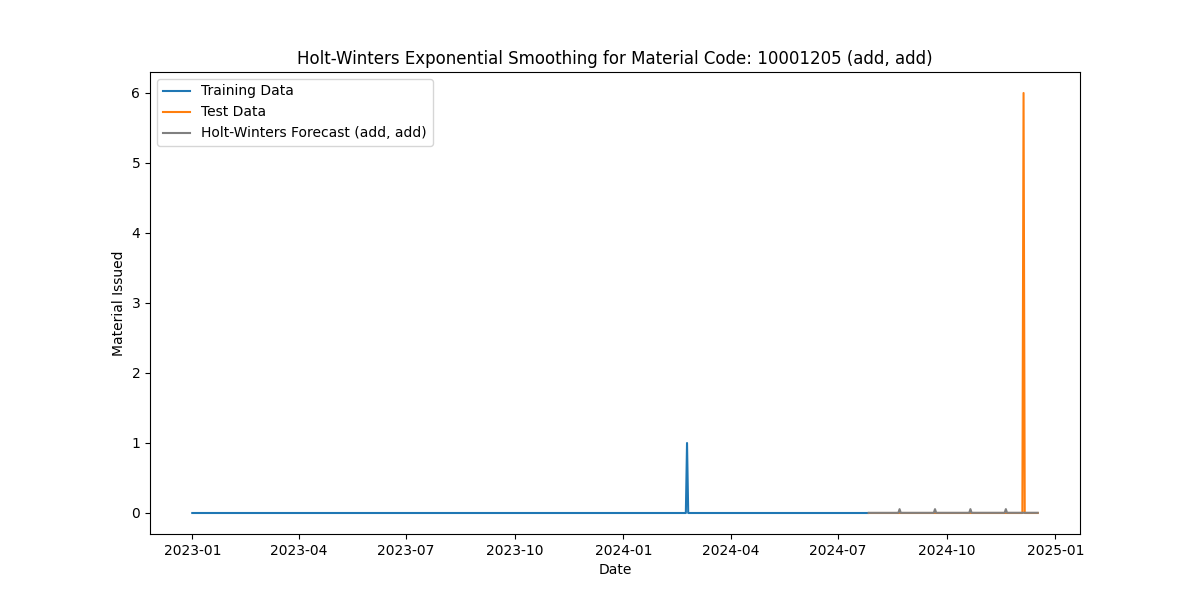 Holt-Winters Exponential Smoothing for Material Code: 10001205 (add, add)
Training Data
Test Data
Holt-Winters Forecast (add, add)
Material Issued
6
5
4
3
2
1
0
2023-01
2023-04
2023-07
2023-10
2024-01
2024-04
2024-07
2024-10
2025-01
Date